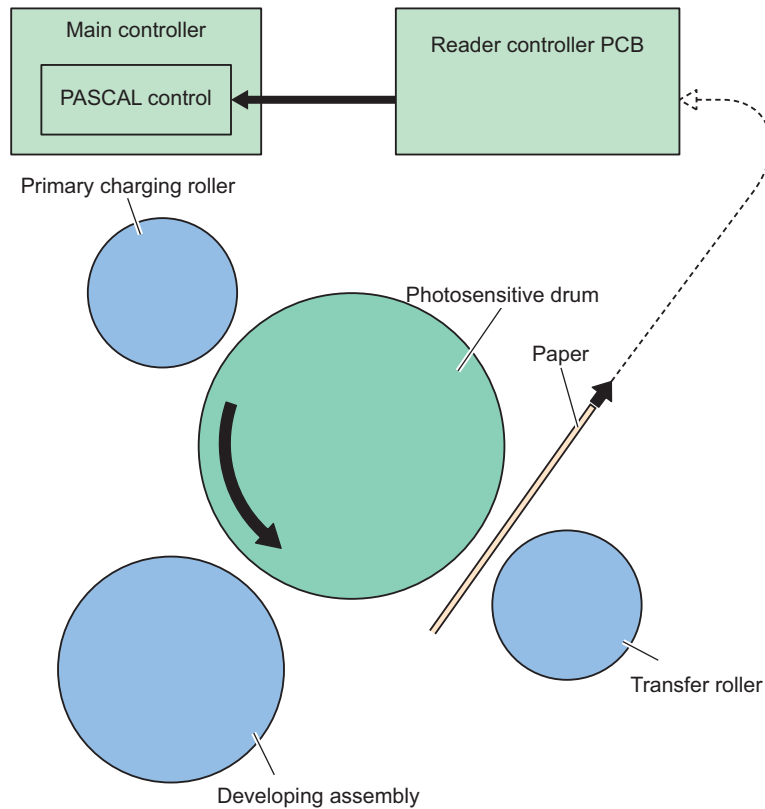 Main controller
PASCAL control
Reader controller PCB
Primary charging roller
Photosensitive drum
Paper
Transfer roller
Developing assembly